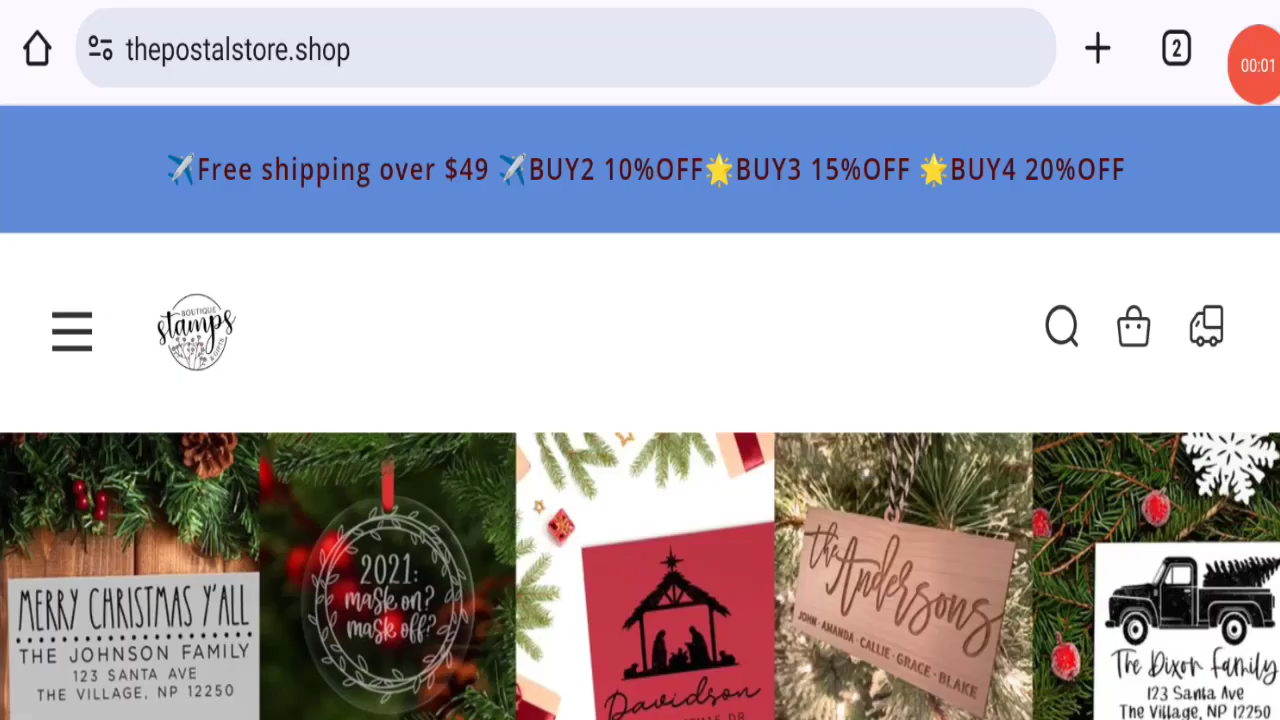 thepostalstore.shop
2
00:01
✈️Free shipping over $49 ✈️BUY2 10%OFF🌟BUY3 15%OFF 🌟BUY4 20%OFF
BOUTIQUE
stamps
& GIFTS
MERRY CHRISTMAS Y'ALL
THE JOHNSON FAMILY
123 SANTA AVE
THE VILLAGE, NP 12250
2021:
mask on?
mask off?
Davidson
the Andersons
JOHN · AMANDA · CALLIE · GRACE · BLAKE
The Dixon Family
123 Santa Ave
The Village, NP 12250